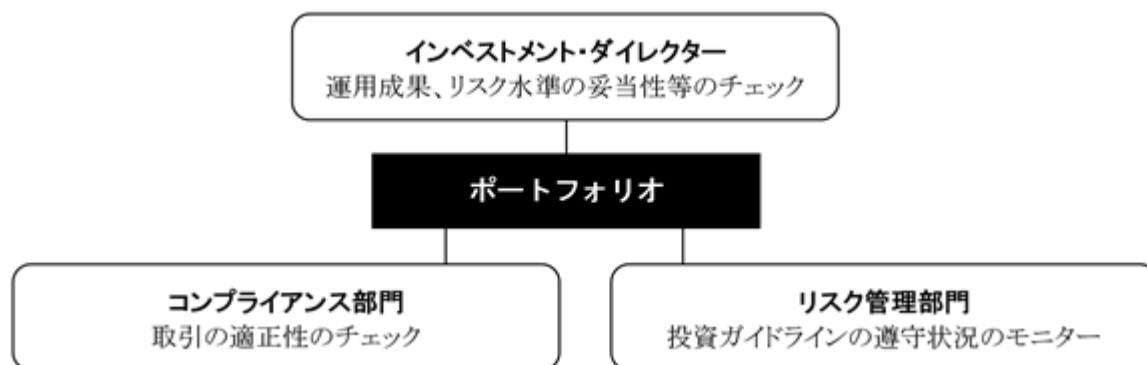 インベストメント・ダイレクター
運用成果、リスク水準の妥当性等のチェック
ポートフォリオ
コンプライアンス部門
取引の適正性のチェック
リスク管理部門
投資ガイドラインの遵守状況のモニター